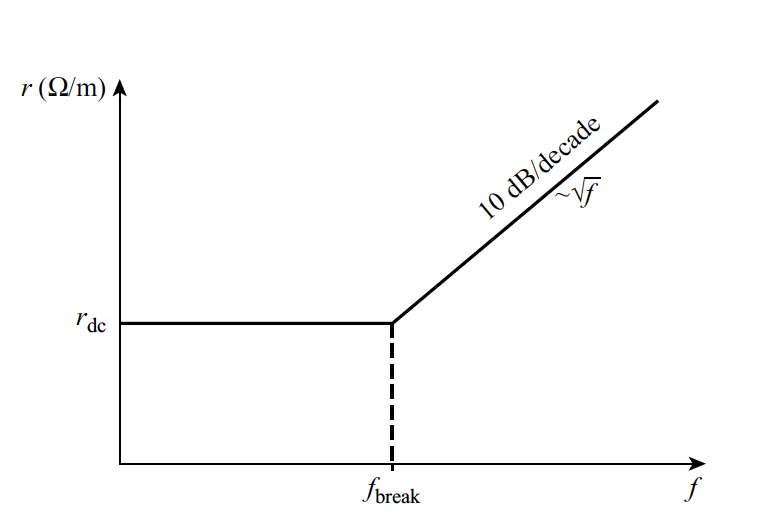 r (Ω/m)
10 dB/decade
~√f
r_dc
f_break
f